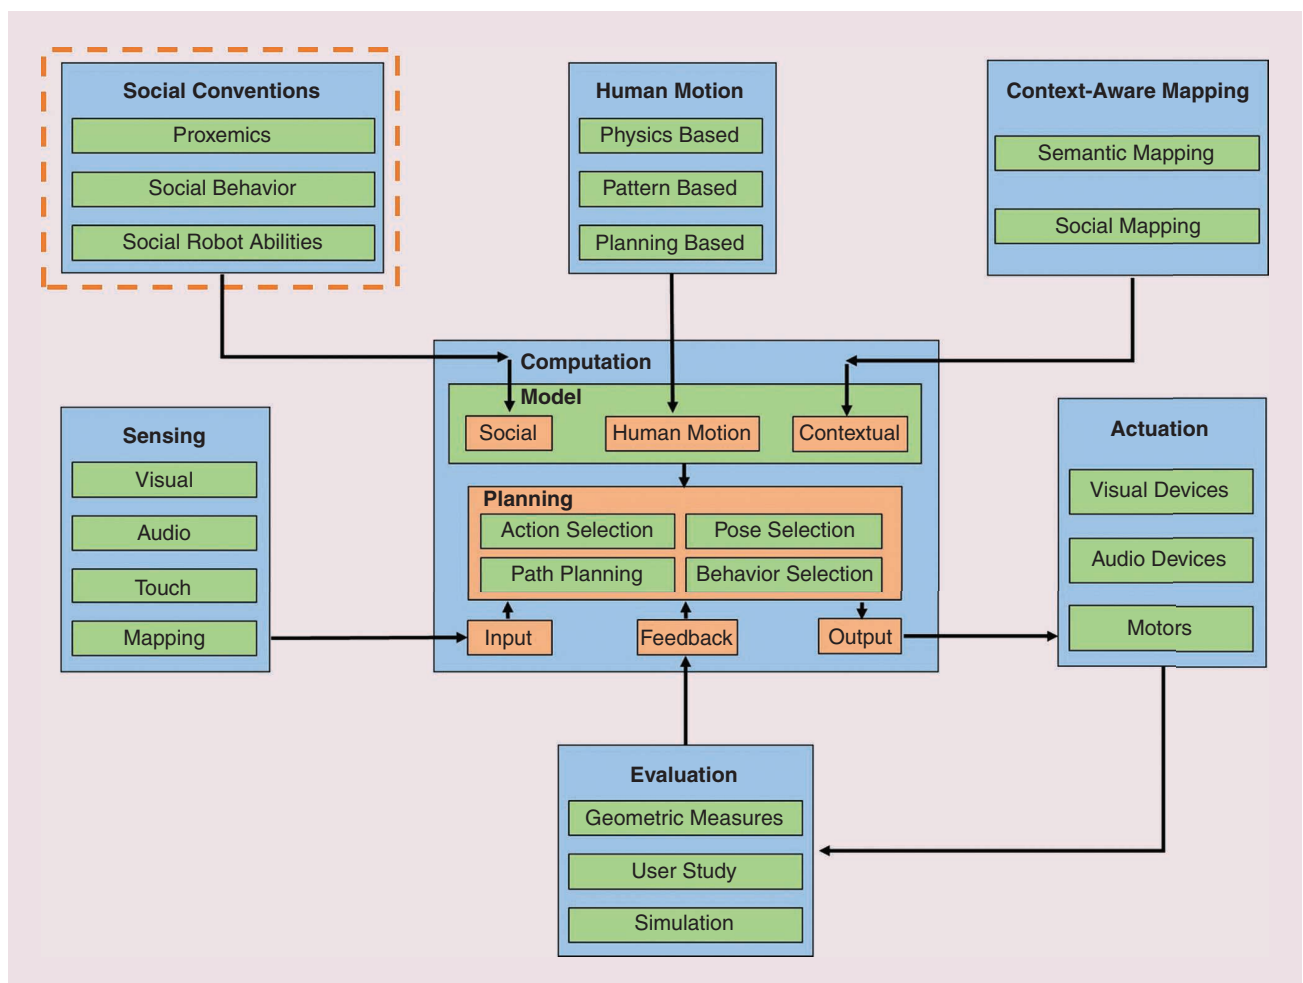 Social Conventions
Proxemics
Social Behavior
Social Robot Abilities
Human Motion
Physics Based
Pattern Based
Planning Based
Context-Aware Mapping
Semantic Mapping
Social Mapping
Computation
Model
Social
Human Motion
Contextual
Planning
Action Selection
Pose Selection
Path Planning
Behavior Selection
Input
Feedback
Output
Sensing
Visual
Audio
Touch
Mapping
Actuation
Visual Devices
Audio Devices
Motors
Evaluation
Geometric Measures
User Study
Simulation